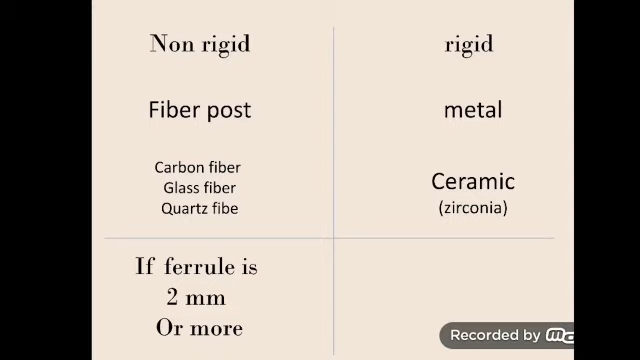 Non rigid
rigid
Fiber post
metal
Carbon fiber
Glass fiber
Quartz fibe
Ceramic
(zirconia)
If ferrule is
2 mm
Or more
Recorded by